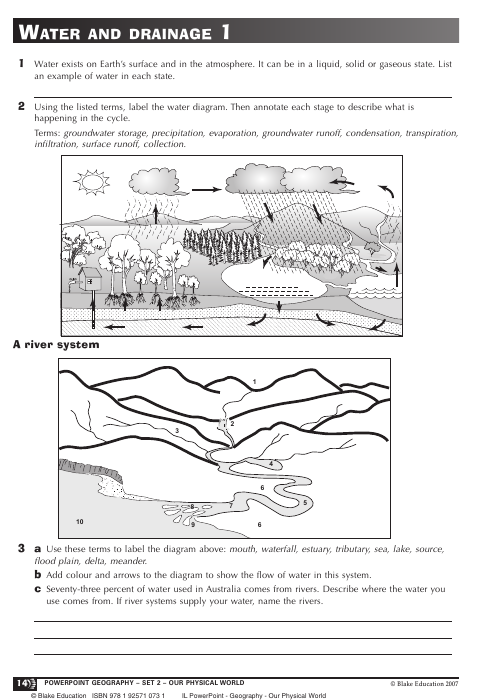 WATER AND DRAINAGE 1
1 Water exists on Earth's surface and in the atmosphere. It can be in a liquid, solid or gaseous state. List
an example of water in each state.
2 Using the listed terms, label the water diagram. Then annotate each stage to describe what is
happening in the cycle.
Terms: groundwater storage, precipitation, evaporation, groundwater runoff, condensation, transpiration,
infiltration, surface runoff, collection.
A river system
1
2
3
4
6
5
7
8
9
6
10
3 a Use these terms to label the diagram above: mouth, waterfall, estuary, tributary, sea, lake, source,
flood plain, delta, meander.
b Add colour and arrows to the diagram to show the flow of water in this system.
c Seventy-three percent of water used in Australia comes from rivers. Describe where the water you
use comes from. If river systems supply your water, name the rivers.
14 POWERPOINT GEOGRAPHY – SET 2 – OUR PHYSICAL WORLD © Blake Education 2007
© Blake Education ISBN 978 1 92571 073 1 IL PowerPoint - Geography - Our Physical World